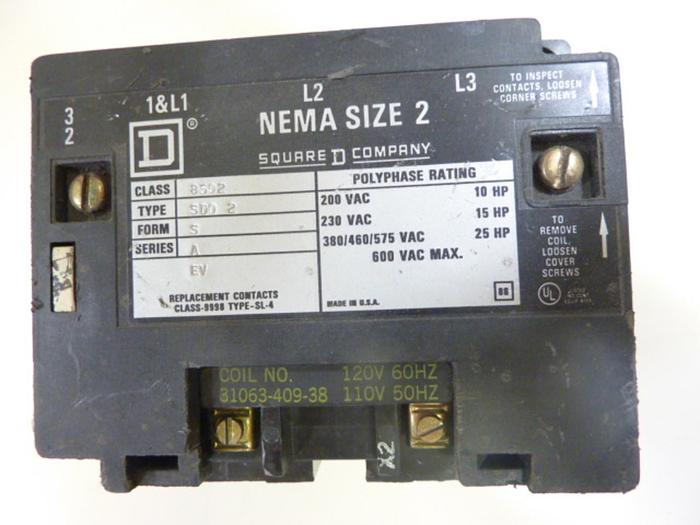 3
2
1&L1
L2
L3
TO INSPECT
CONTACTS, LOOSEN
CORNER SCREWS
D
®
NEMA SIZE 2
SQUARE D COMPANY
CLASS 8502
TYPE SDO 2
FORM S
SERIES A
EV
REPLACEMENT CONTACTS
CLASS-9998 TYPE-SL-4
POLYPHASE RATING
200 VAC 10 HP
230 VAC 15 HP
380/460/575 VAC 25 HP
600 VAC MAX.
MADE IN U.S.A.
TO
REMOVE
COIL,
LOOSEN
COVER
SCREWS
UL
COIL NO. 120V 60HZ
31063-409-38 110V 50HZ
X2